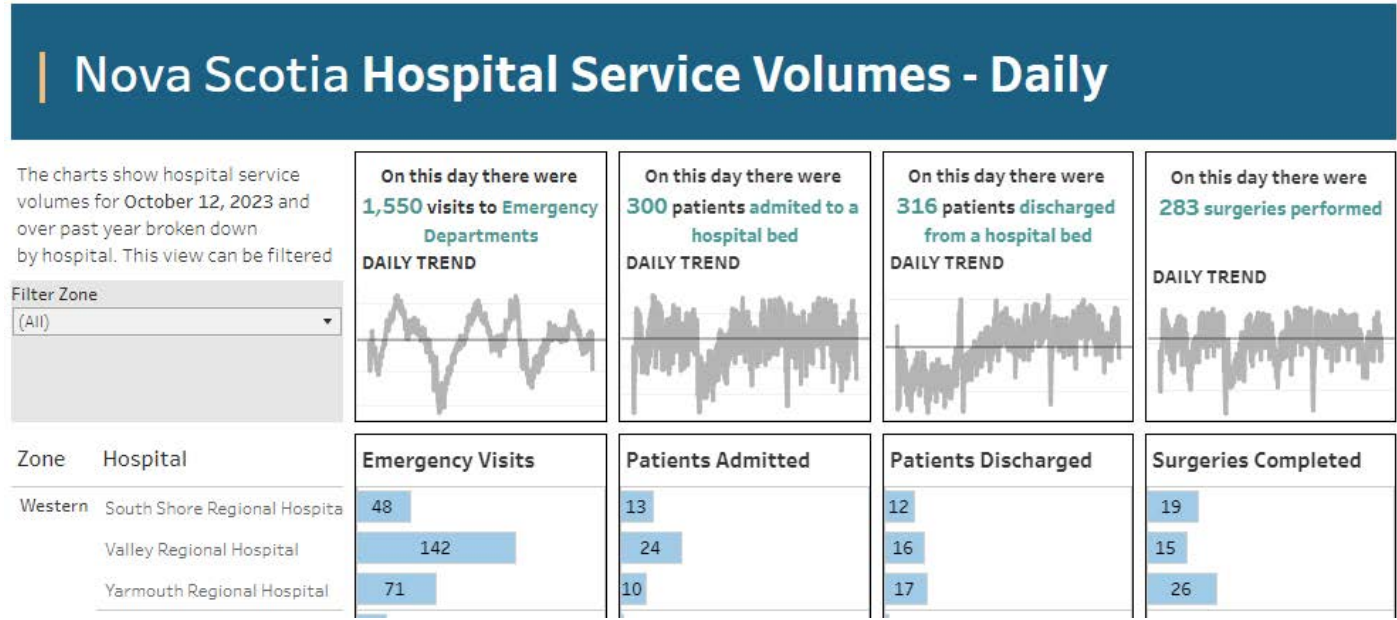 Nova Scotia Hospital Service Volumes - Daily
The charts show hospital service
volumes for October 12, 2023 and
over past year broken down
by hospital. This view can be filtered
Filter Zone
(All)
On this day there were
1,550 visits to Emergency
Departments
DAILY TREND
On this day there were
300 patients admited to a
hospital bed
DAILY TREND
On this day there were
316 patients discharged
from a hospital bed
DAILY TREND
On this day there were
283 surgeries performed
DAILY TREND
Zone Hospital Emergency Visits Patients Admitted Patients Discharged Surgeries Completed
Western South Shore Regional Hospita 48 13 12 19
Valley Regional Hospital 142 24 16 15
Yarmouth Regional Hospital 71 10 17 26